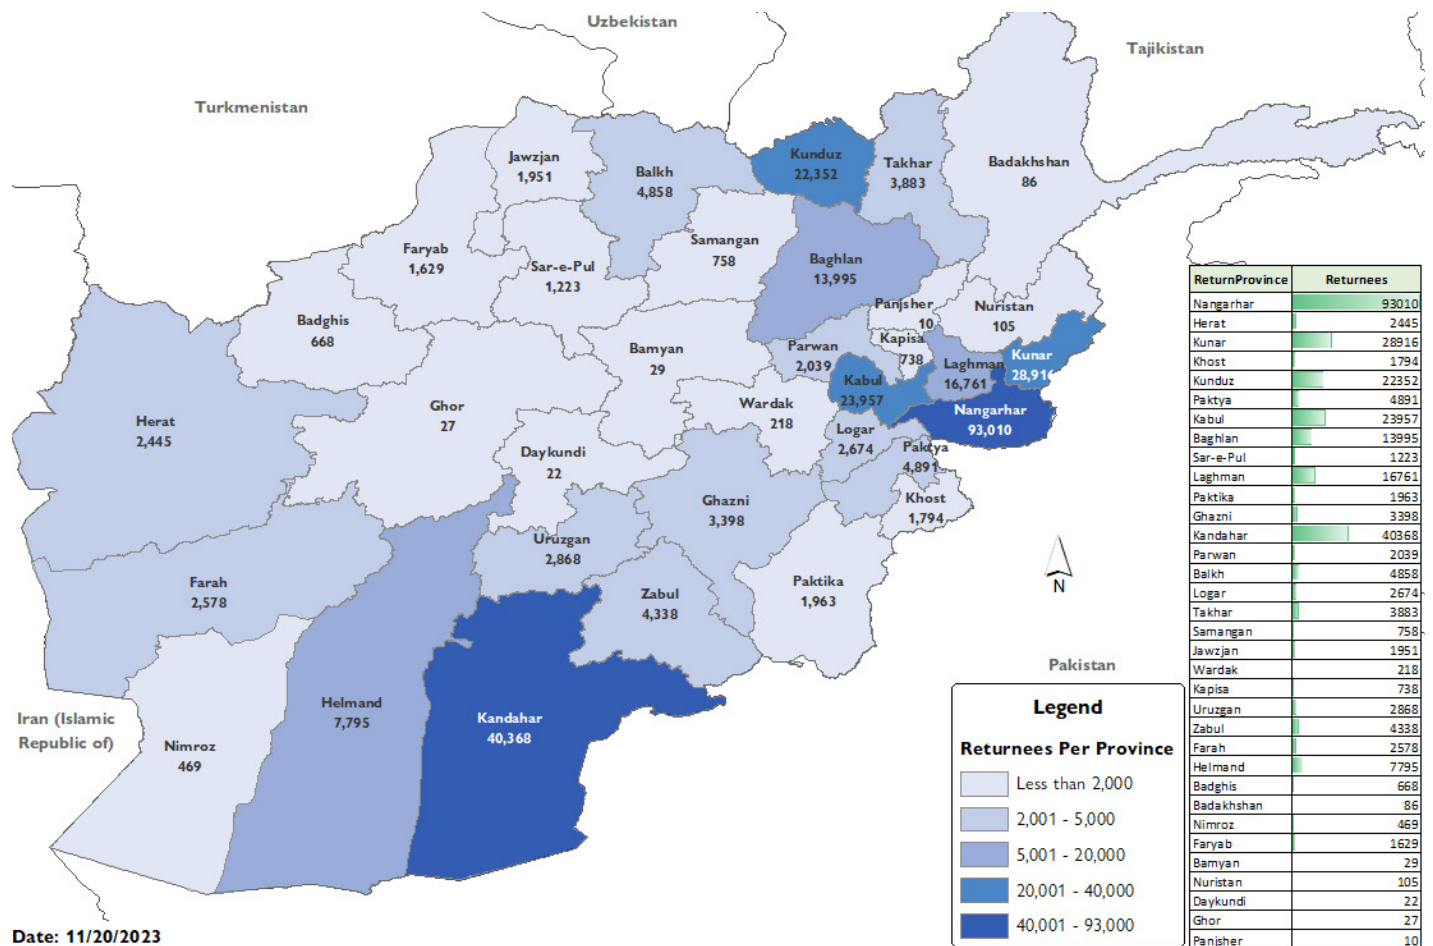 Uzbekistan
Tajikistan
Turkmenistan
Jawzjan
1,951
Balkh
4,858
Kunduz
22,352
Takhar
3,883
Badakhshan
86
Faryab
1,629
Sar-e-Pul
1,223
Samangan
758
Baghlan
13,995
Badghis
668
Panjsher
10
Nuristan
105
Bamyan
29
Parwan
2,039
Kapisa
738
Laghman
16,761
Kunar
28,916
Herat
2,445
Ghor
27
Wardak
218
Kabul
23,957
Nangarhar
93,010
Daykundi
22
Logar
2,674
Paktya
4,891
Ghazni
3,398
Khost
1,794
Uruzgan
2,868
Farah
2,578
Zabul
4,338
Paktika
1,963
N
Pakistan
Helmand
7,795
Kandahar
40,368
Iran (Islamic
Republic of)
Nimroz
469
Legend
Returnees Per Province
Less than 2,000
2,001 - 5,000
5,001 - 20,000
20,001 - 40,000
40,001 - 93,000
ReturnProvince Returnees
Nangarhar 93010
Herat 2445
Kunar 28916
Khost 1794
Kunduz 22352
Paktya 4891
Kabul 23957
Baghlan 13995
Sar-e-Pul 1223
Laghman 16761
Paktika 1963
Ghazni 3398
Kandahar 40368
Parwan 2039
Balkh 4858
Logar 2674
Takhar 3883
Samangan 758
Jawzjan 1951
Wardak 218
Kapisa 738
Uruzgan 2868
Zabul 4338
Farah 2578
Helmand 7795
Badghis 668
Badakhshan 86
Nimroz 469
Faryab 1629
Bamyan 29
Nuristan 105
Daykundi 22
Ghor 27
Panjsher 10
Date: 11/20/2023